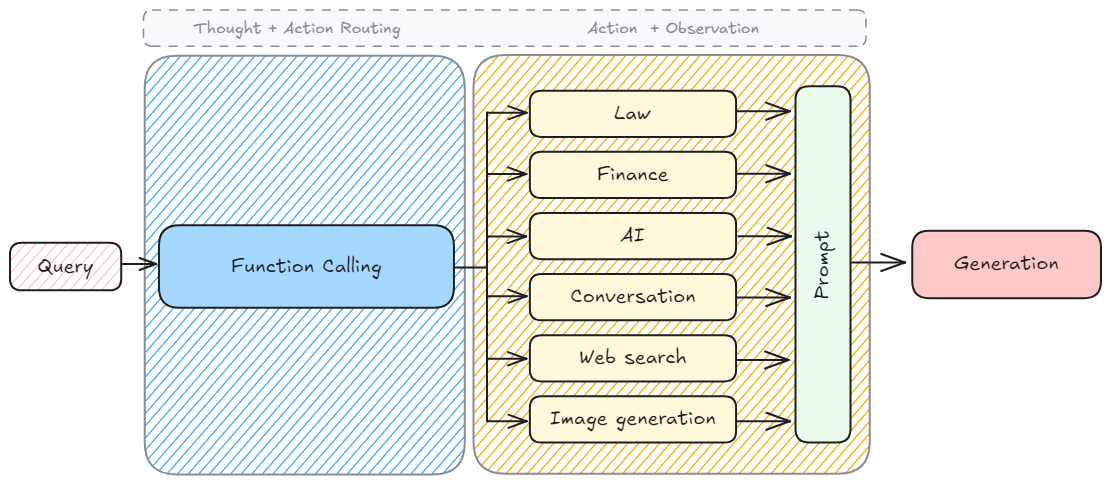 Thought + Action Routing
Action + Observation
Query
Function Calling
Law
Finance
AI
Conversation
Web search
Image generation
Prompt
Generation